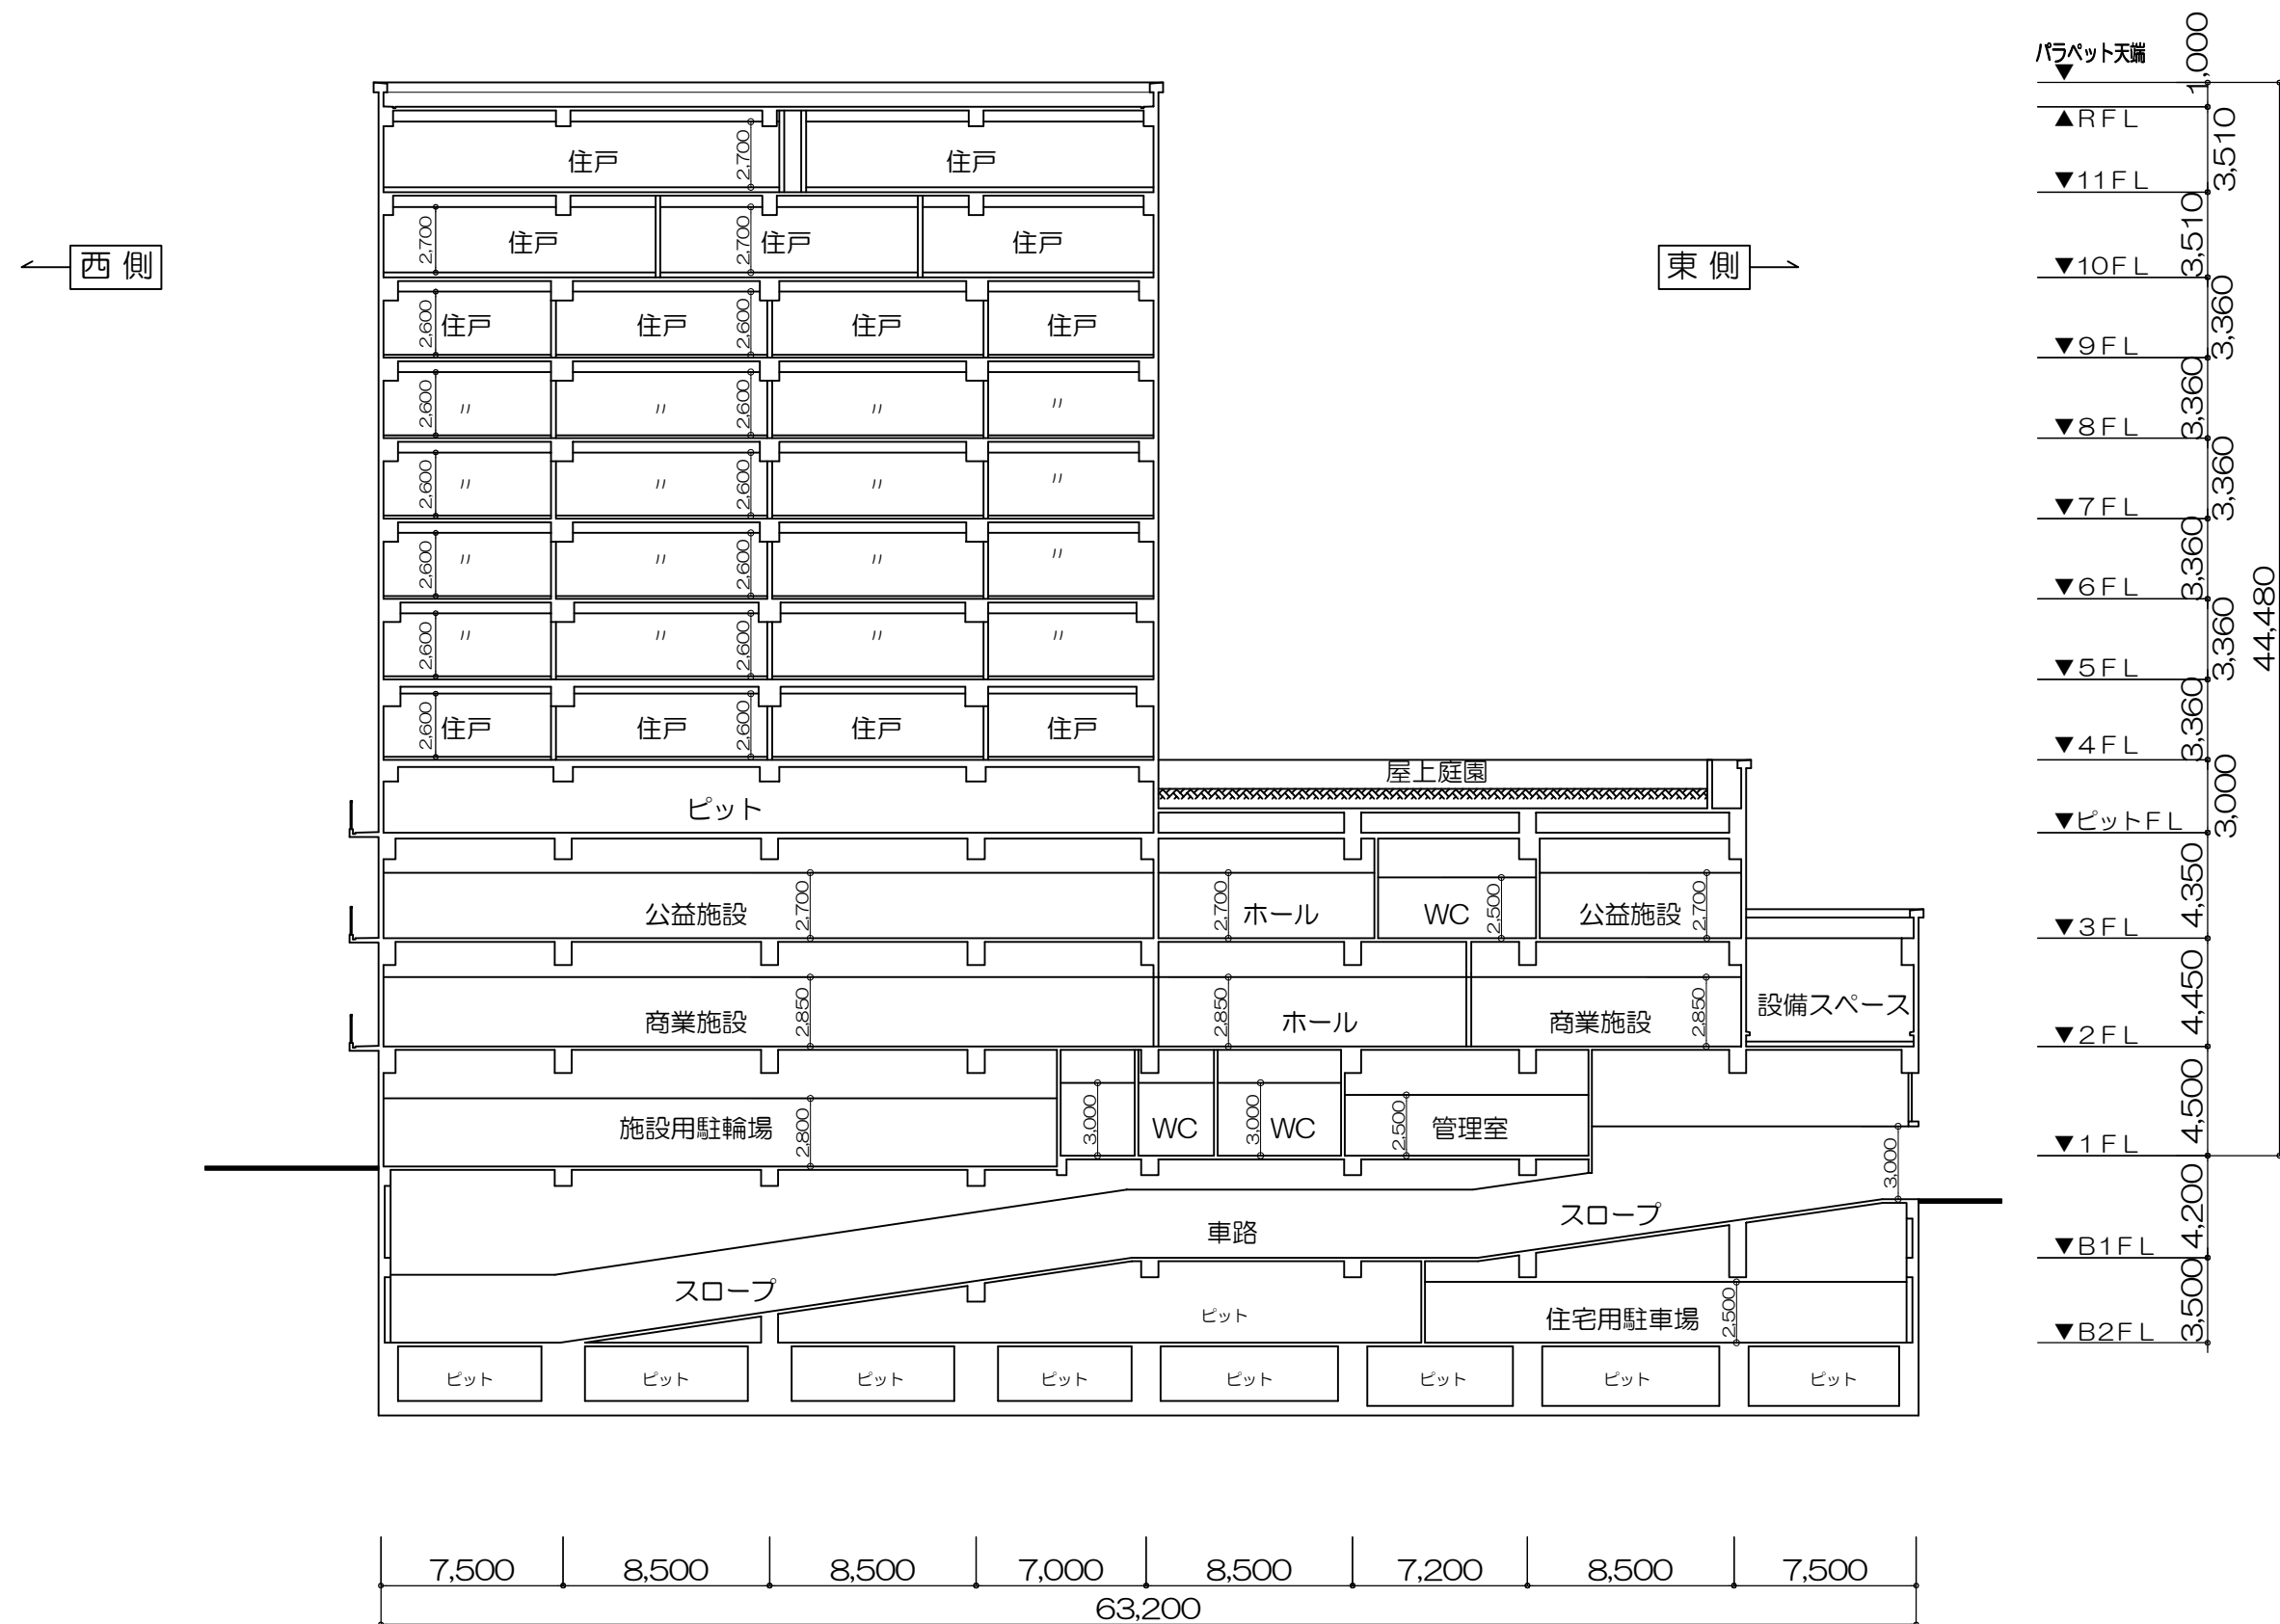 パラペット天端
1,000
▲RFL
3,510
住戸 2,700 住戸
▼11FL
3,510
西側
2,700 住戸 2,700 住戸 住戸
東側
▼10FL
3,360
2,600 住戸 住戸 2,600 住戸 住戸
▼9FL
3,360
2,600 〃 〃 2,600 〃 〃
▼8FL
3,360
2,600 〃 〃 2,600 〃 〃
▼7FL
3,360
2,600 〃 〃 2,600 〃 〃
▼6FL
3,360
44,480
2,600 〃 〃 2,600 〃 〃
▼5FL
3,360
2,600 住戸 住戸 2,600 住戸 住戸
▼4FL
3,000
屋上庭園
ピット
▼ピットFL
4,350
公益施設 2,700 2,700 ホール WC 2,500 公益施設 2,700
▼3FL
4,450
商業施設 2,850 2,850 ホール 商業施設 2,850 設備スペース
▼2FL
4,500
施設用駐輪場 2,800 3,000 WC 3,000 WC 2,500 管理室
▼1FL
3,000
4,200
車路 スロープ
▼B1FL
3,500
スロープ ピット 住宅用駐車場 2,500
▼B2FL
ピット ピット ピット ピット ピット ピット ピット ピット
7,500 8,500 8,500 7,000 8,500 7,200 8,500 7,500
63,200